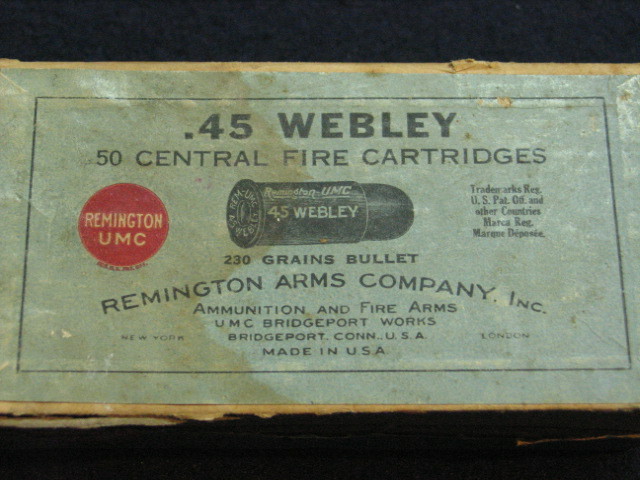 .45 WEBLEY
50 CENTRAL FIRE CARTRIDGES
REMINGTON
UMC
Remington-UMC
45 WEBLEY
REM-UMC
Trademarks Reg.
U. S. Pat. Off. and
other Countries
Marca Reg.
Marque Déposée.
230 GRAINS BULLET
REMINGTON ARMS COMPANY, INC.
AMMUNITION AND FIRE ARMS
UMC BRIDGEPORT WORKS
NEW YORK BRIDGEPORT, CONN., U.S.A. LONDON
MADE IN U.S.A.